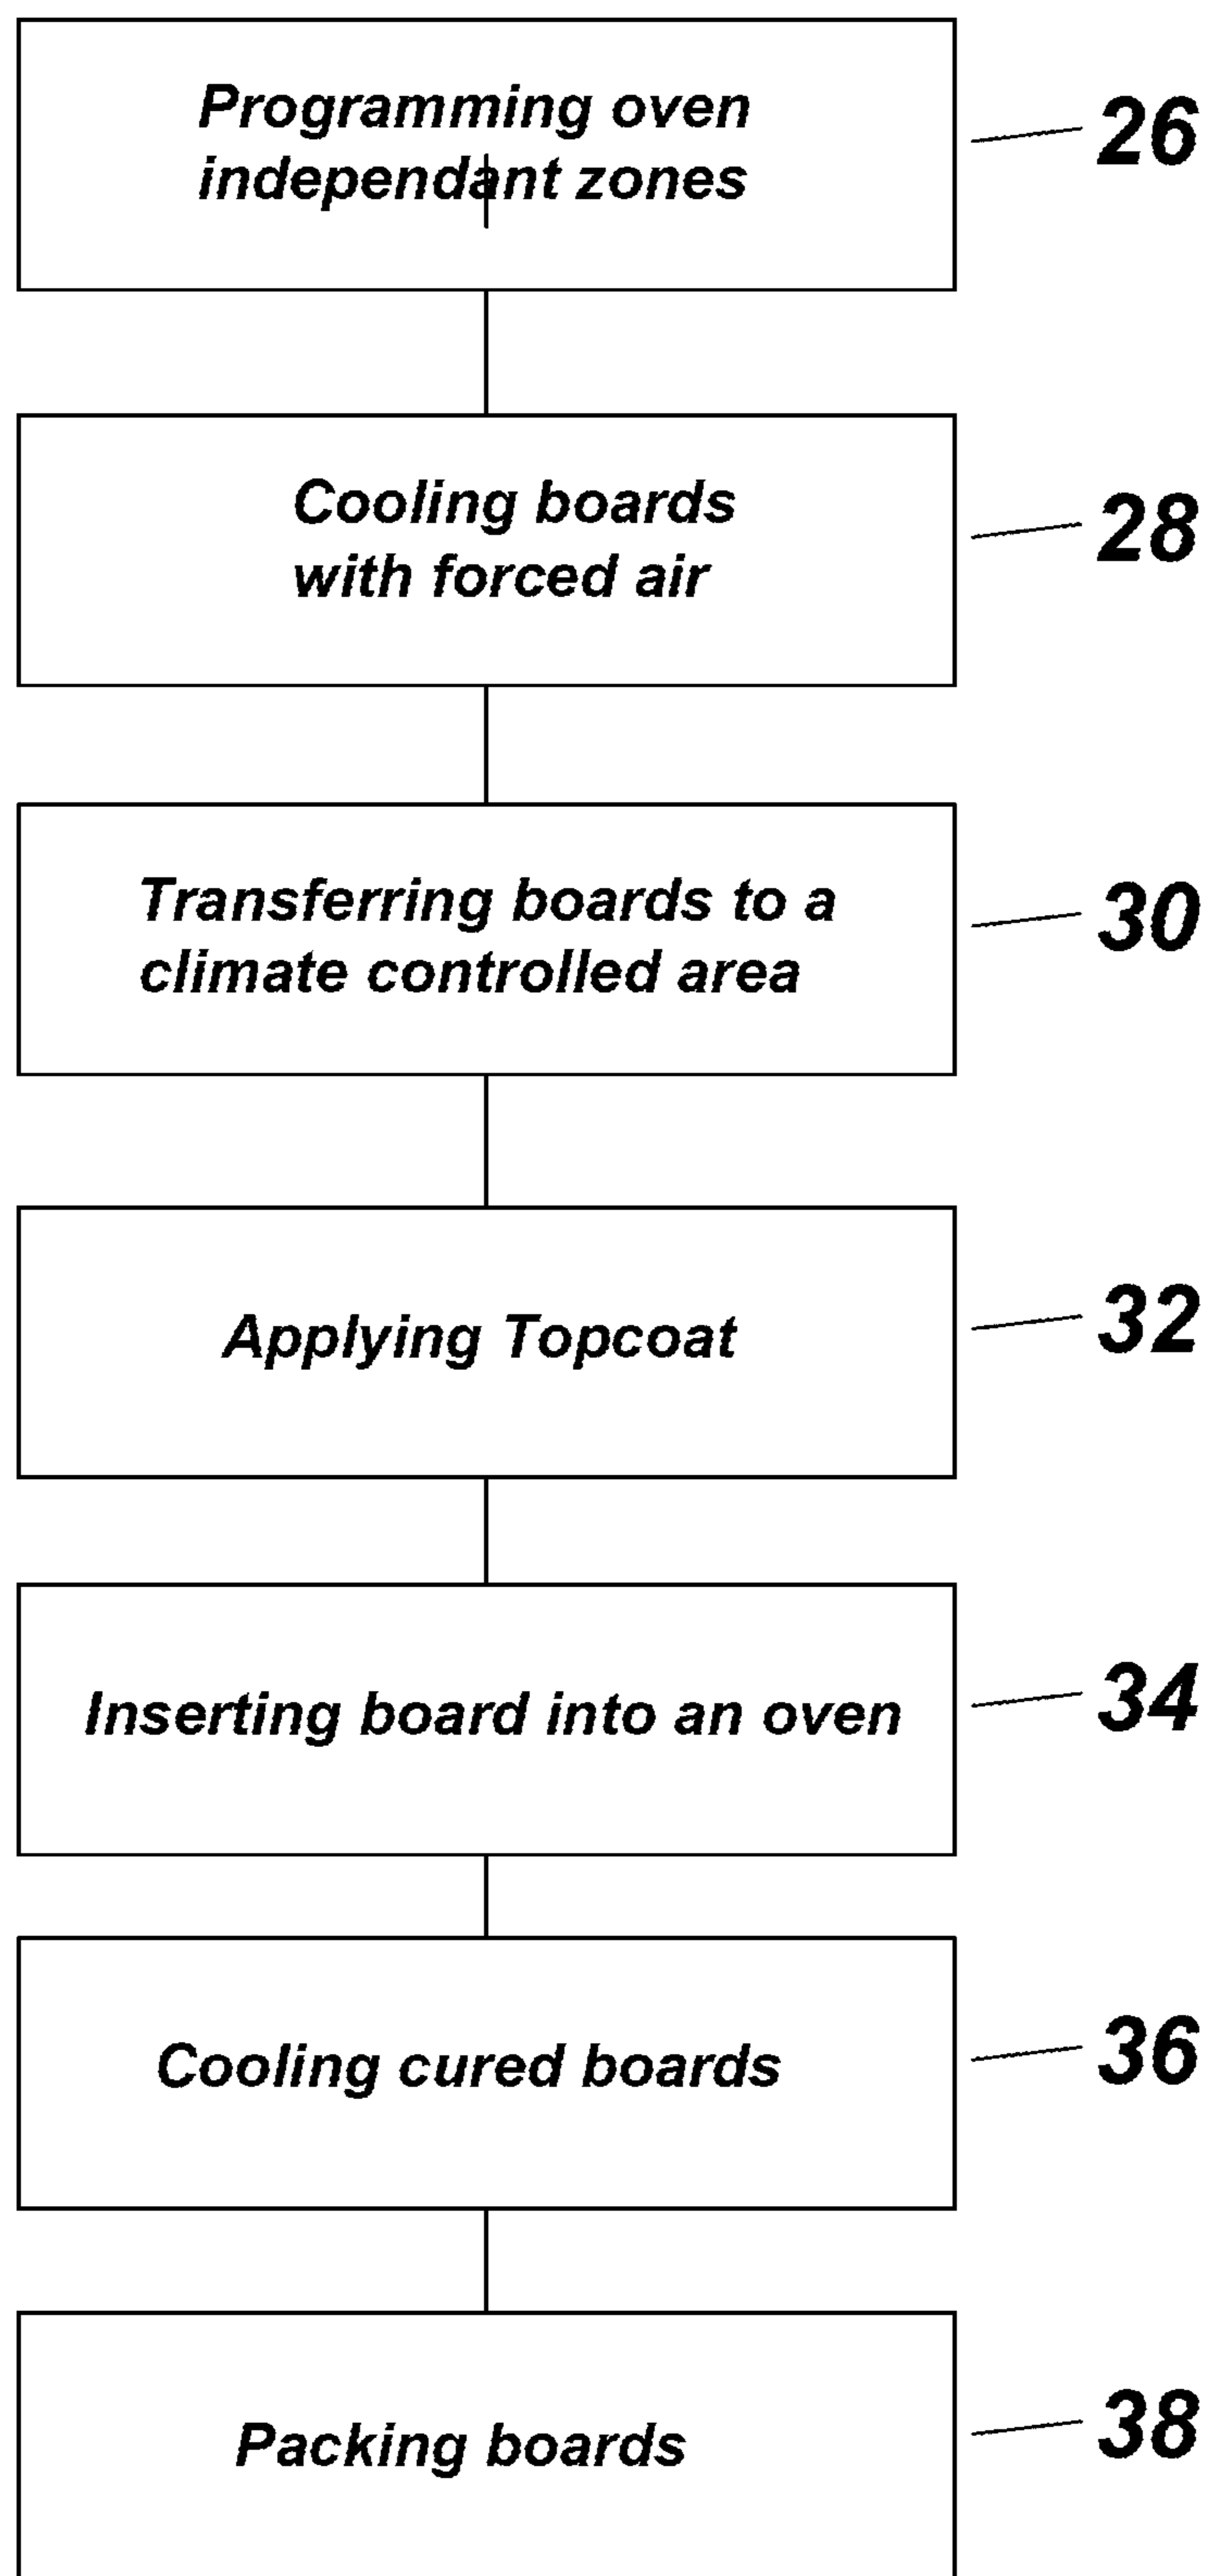 Programming oven
independant zones
26
Cooling boards
with forced air
28
Transferring boards to a
climate controlled area
30
Applying Topcoat
32
Inserting board into an oven
34
Cooling cured boards
36
Packing boards
38